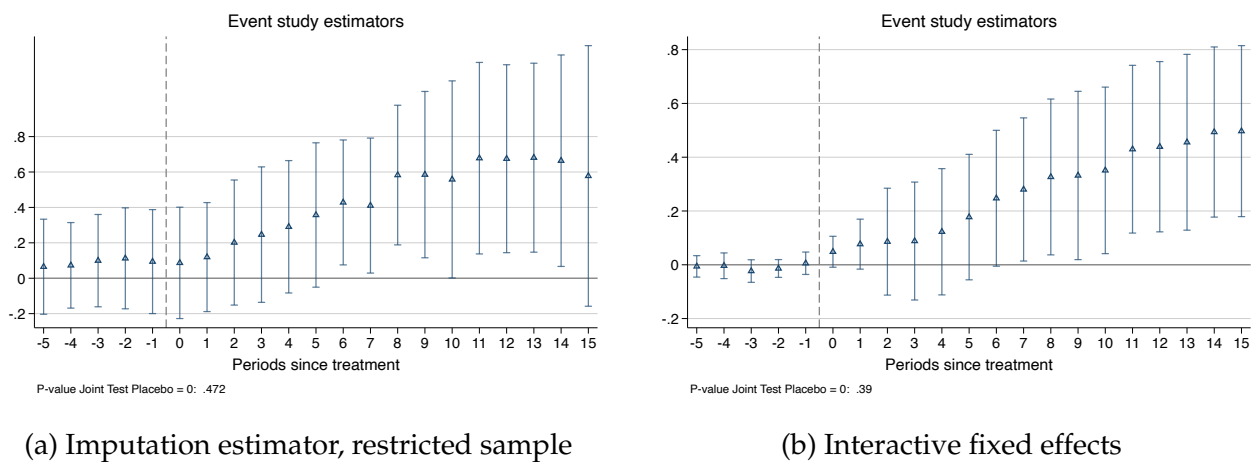 Event study estimators
.8
.6
.4
.2
0
-.2
-5 -4 -3 -2 -1 0 1 2 3 4 5 6 7 8 9 10 11 12 13 14 15
Periods since treatment
P-value Joint Test Placebo = 0: .472
(a) Imputation estimator, restricted sample
Event study estimators
.8
.6
.4
.2
0
-.2
-5 -4 -3 -2 -1 0 1 2 3 4 5 6 7 8 9 10 11 12 13 14 15
Periods since treatment
P-value Joint Test Placebo = 0: .39
(b) Interactive fixed effects